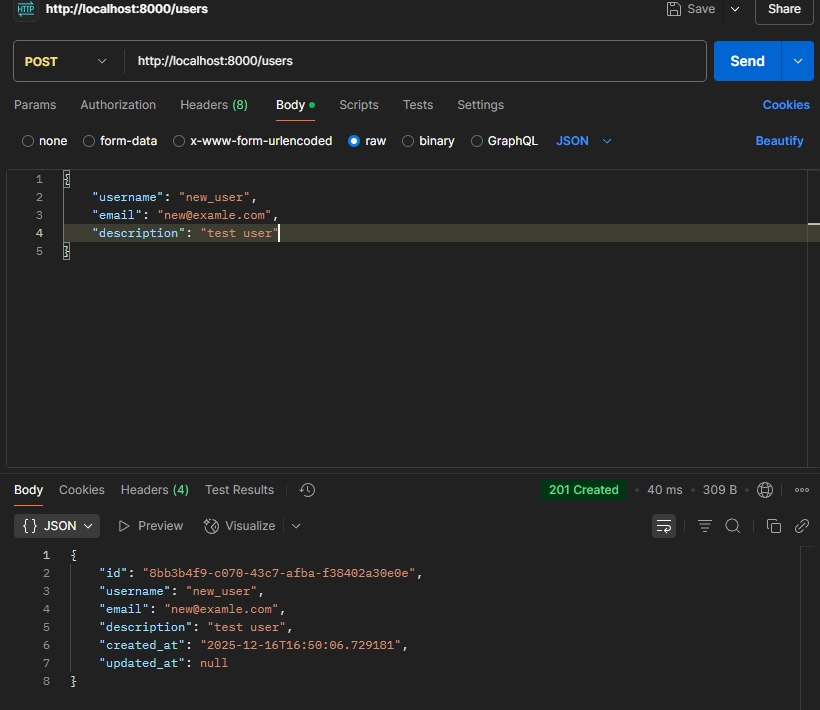 HTTP http://localhost:8000/users Save Share
POST http://localhost:8000/users Send
Params Authorization Headers (8) Body Scripts Tests Settings Cookies
none form-data x-www-form-urlencoded raw binary GraphQL JSON Beautify
1 {
2 "username": "new_user",
3 "email": "new@examle.com",
4 "description": "test user"
5 }
Body Cookies Headers (4) Test Results 201 Created 40 ms 309 B
{} JSON Preview Visualize
1 {
2 "id": "8bb3b4f9-c070-43c7-afba-f38402a30e0e",
3 "username": "new_user",
4 "email": "new@examle.com",
5 "description": "test user",
6 "created_at": "2025-12-16T16:50:06.729181",
7 "updated_at": null
8 }